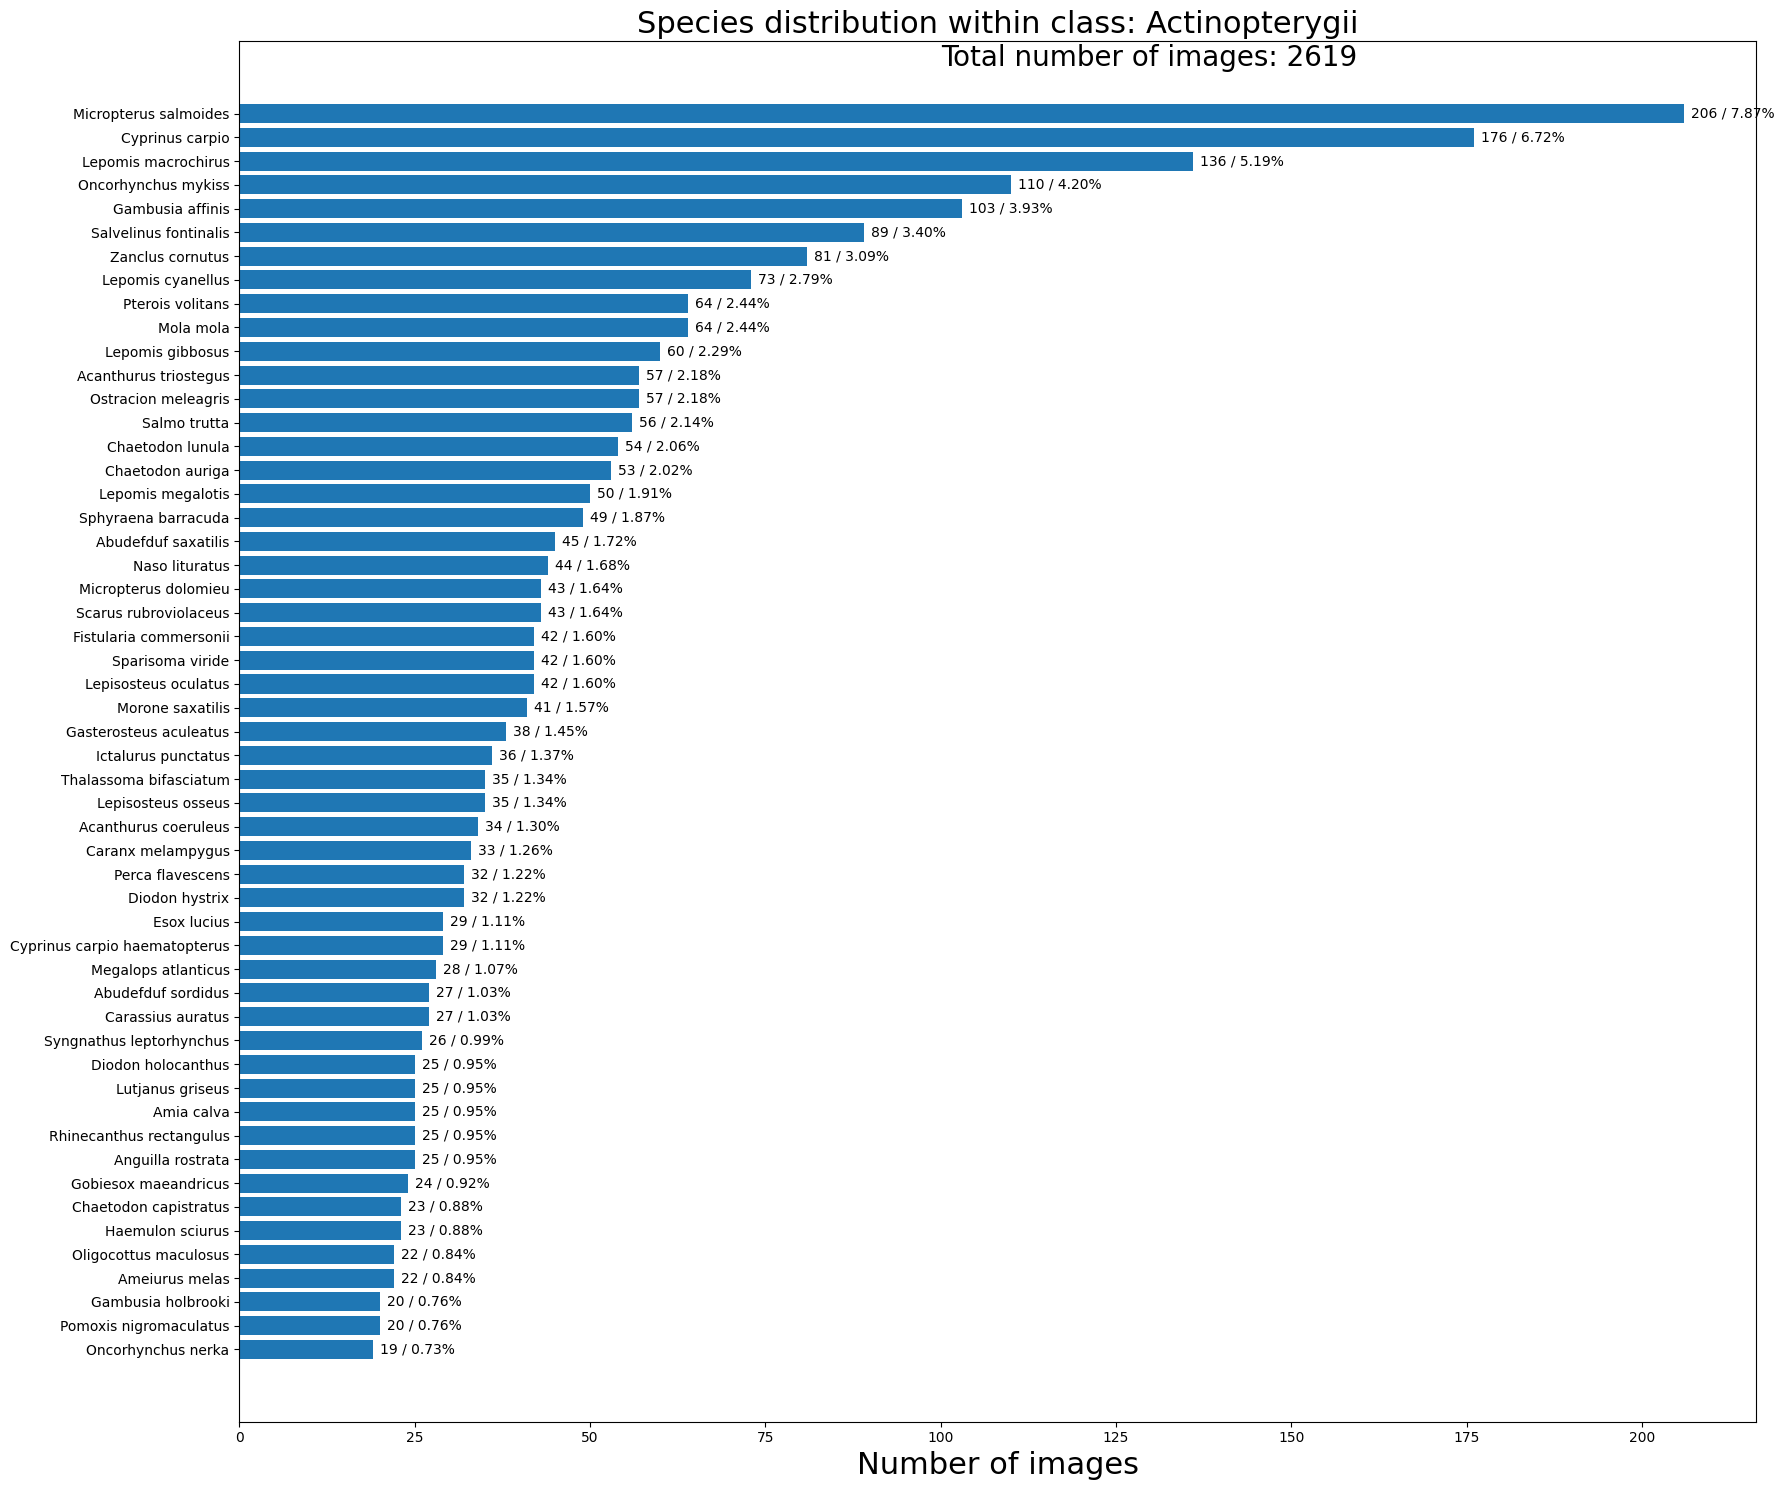 Species distribution within class: Actinopterygii
Total number of images: 2619
Micropterus salmoides 206 / 7.87%
Cyprinus carpio 176 / 6.72%
Lepomis macrochirus 136 / 5.19%
Oncorhynchus mykiss 110 / 4.20%
Gambusia affinis 103 / 3.93%
Salvelinus fontinalis 89 / 3.40%
Zanclus cornutus 81 / 3.09%
Lepomis cyanellus 73 / 2.79%
Pterois volitans 64 / 2.44%
Mola mola 64 / 2.44%
Lepomis gibbosus 60 / 2.29%
Acanthurus triostegus 57 / 2.18%
Ostracion meleagris 57 / 2.18%
Salmo trutta 56 / 2.14%
Chaetodon lunula 54 / 2.06%
Chaetodon auriga 53 / 2.02%
Lepomis megalotis 50 / 1.91%
Sphyraena barracuda 49 / 1.87%
Abudefduf saxatilis 45 / 1.72%
Naso lituratus 44 / 1.68%
Micropterus dolomieu 43 / 1.64%
Scarus rubroviolaceus 43 / 1.64%
Fistularia commersonii 42 / 1.60%
Sparisoma viride 42 / 1.60%
Lepisosteus oculatus 42 / 1.60%
Morone saxatilis 41 / 1.57%
Gasterosteus aculeatus 38 / 1.45%
Ictalurus punctatus 36 / 1.37%
Thalassoma bifasciatum 35 / 1.34%
Lepisosteus osseus 35 / 1.34%
Acanthurus coeruleus 34 / 1.30%
Caranx melampygus 33 / 1.26%
Perca flavescens 32 / 1.22%
Diodon hystrix 32 / 1.22%
Esox lucius 29 / 1.11%
Cyprinus carpio haematopterus 29 / 1.11%
Megalops atlanticus 28 / 1.07%
Abudefduf sordidus 27 / 1.03%
Carassius auratus 27 / 1.03%
Syngnathus leptorhynchus 26 / 0.99%
Diodon holocanthus 25 / 0.95%
Lutjanus griseus 25 / 0.95%
Amia calva 25 / 0.95%
Rhinecanthus rectangulus 25 / 0.95%
Anguilla rostrata 25 / 0.95%
Gobiesox maeandricus 24 / 0.92%
Chaetodon capistratus 23 / 0.88%
Haemulon sciurus 23 / 0.88%
Oligocottus maculosus 22 / 0.84%
Ameiurus melas 22 / 0.84%
Gambusia holbrooki 20 / 0.76%
Pomoxis nigromaculatus 20 / 0.76%
Oncorhynchus nerka 19 / 0.73%
0 25 50 75 100 125 150 175 200
Number of images